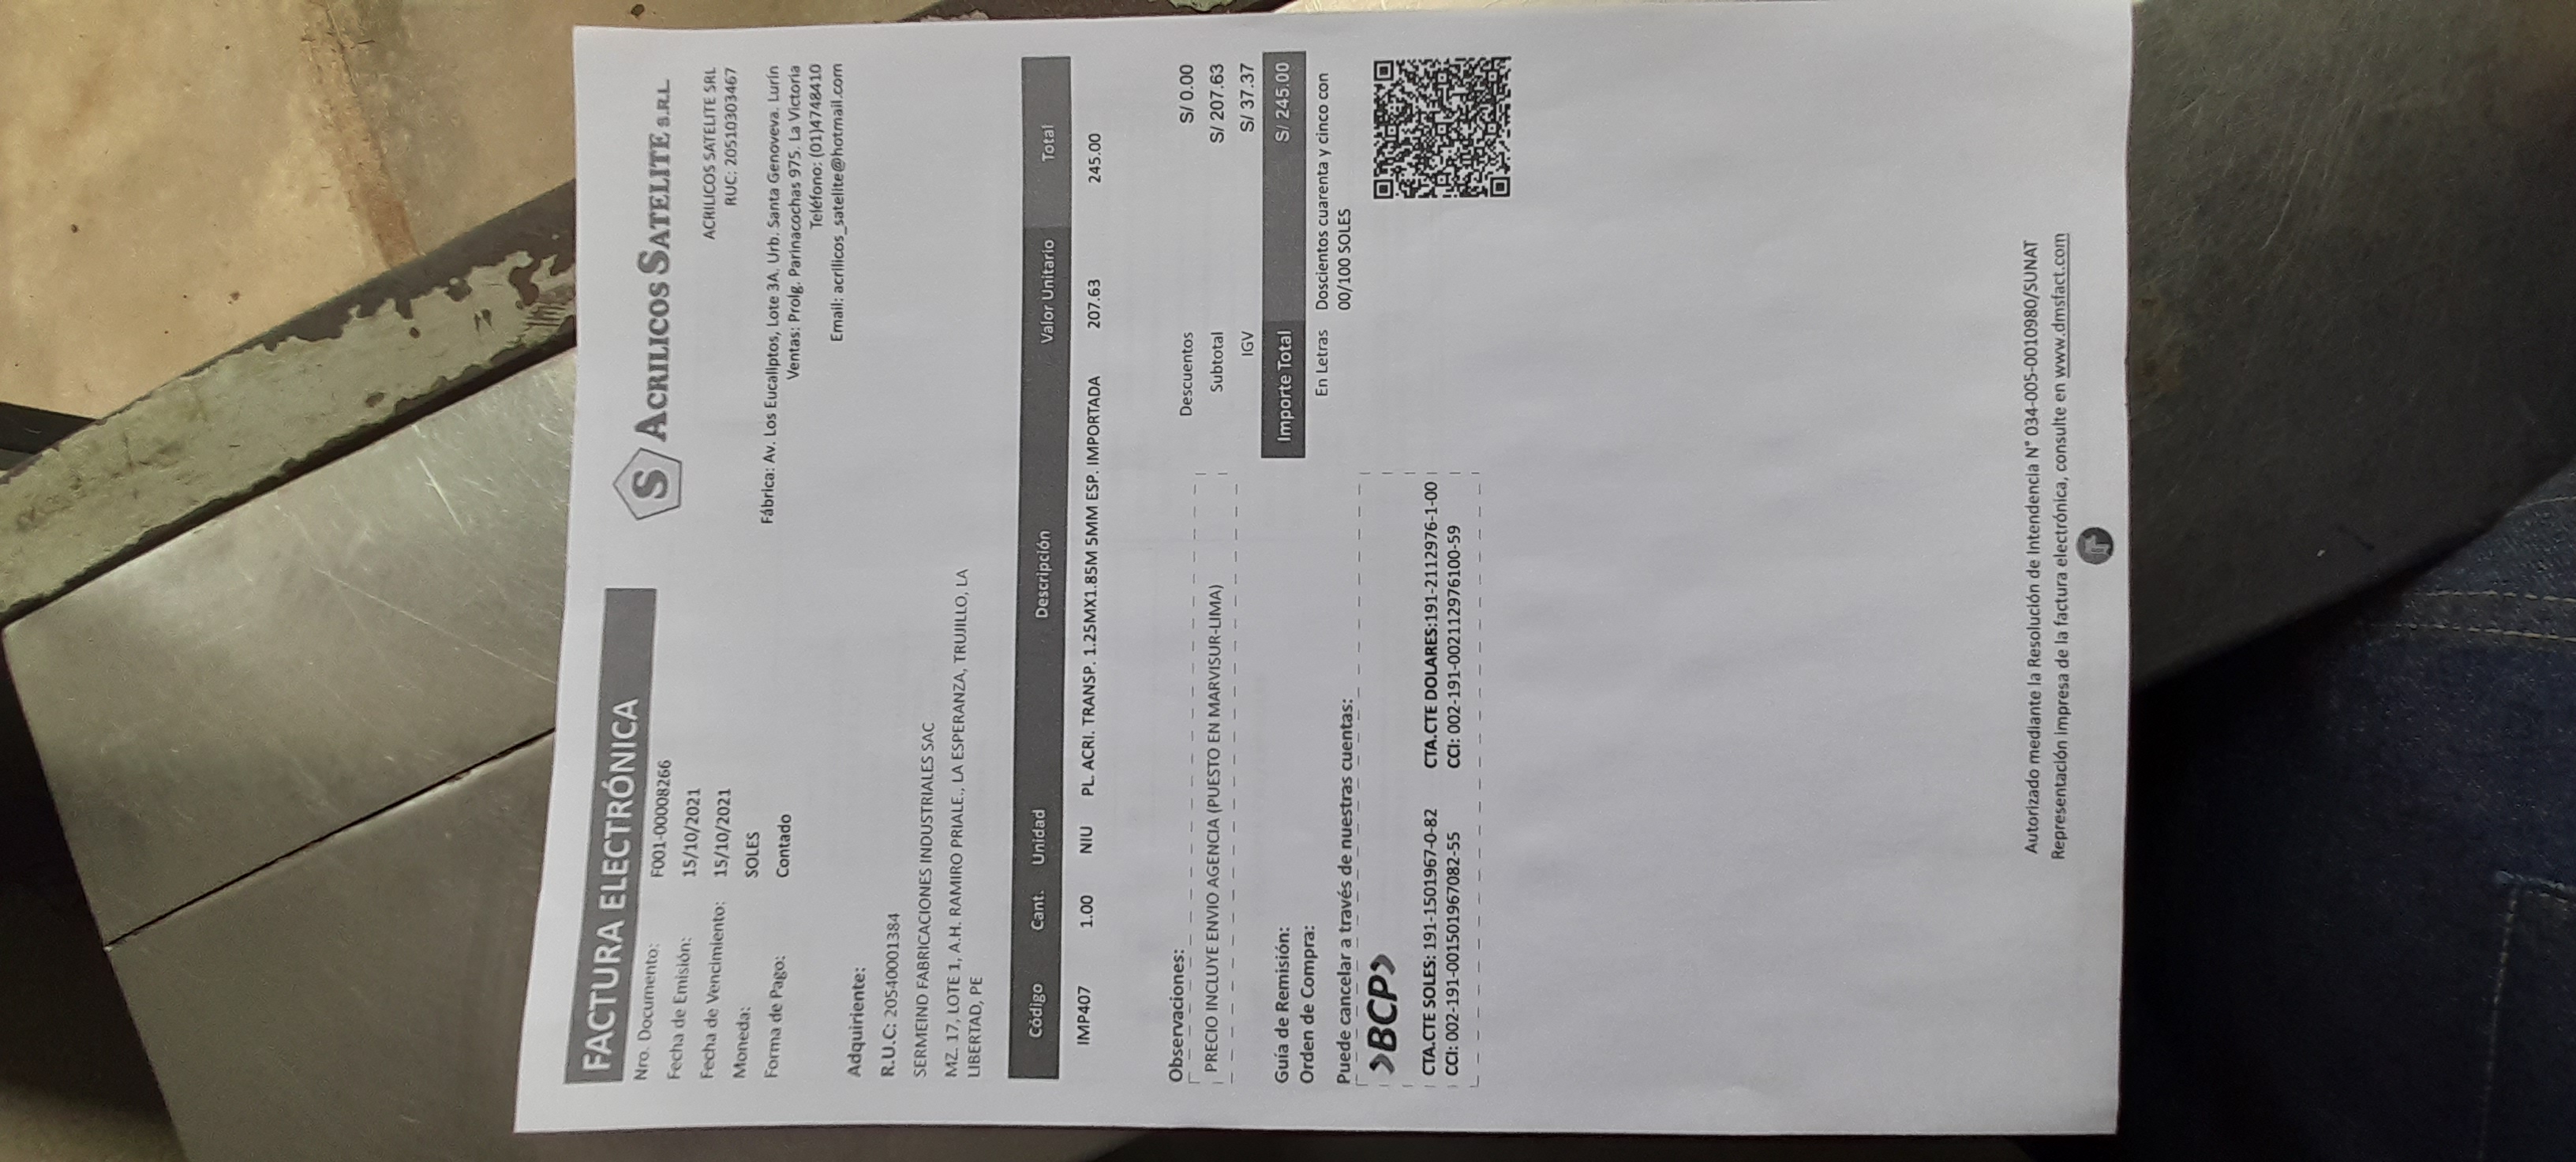 FACTURA ELECTRÓNICA
Nro. Documento: F001-00008266
Fecha de Emisión: 15/10/2021
Fecha de Vencimiento: 15/10/2021
Moneda: SOLES
Forma de Pago: Contado
S ACRILICOS SATELITE S.R.L.
ACRILICOS SATELITE SRL
RUC: 20510303467
Fábrica: Av. Los Eucaliptos, Lote 3A. Urb. Santa Genoveva. Lurín
Ventas: Prolg. Parinacochas 975. La Victoria
Teléfono: (01)4748410
Email: acrilicos_satelite@hotmail.com
Adquiriente:
R.U.C: 20540001384
SERMEIND FABRICACIONES INDUSTRIALES SAC
MZ. 17, LOTE 1, A.H. RAMIRO PRIALE., LA ESPERANZA, TRUJILLO, LA
LIBERTAD, PE
Código Cant. Unidad Descripción Valor Unitario Total
IMP407 1.00 NIU PL. ACRI. TRANSP. 1.25MX1.85M 5MM ESP. IMPORTADA 207.63 245.00
Observaciones:
PRECIO INCLUYE ENVIO AGENCIA (PUESTO EN MARVISUR-LIMA)
Descuentos S/ 0.00
Subtotal S/ 207.63
IGV S/ 37.37
Importe Total S/ 245.00
En Letras Doscientos cuarenta y cinco con
00/100 SOLES
Guía de Remisión:
Orden de Compra:
Puede cancelar a través de nuestras cuentas:
BCP
CTA.CTE SOLES: 191-1501967-0-82 CTA.CTE DOLARES:191-2112976-1-00
CCI: 002-191-001501967082-55 CCI: 002-191-002112976100-59
Autorizado mediante la Resolución de Intendencia N° 034-005-0010980/SUNAT
Representación impresa de la factura electrónica, consulte en www.dmsfact.com